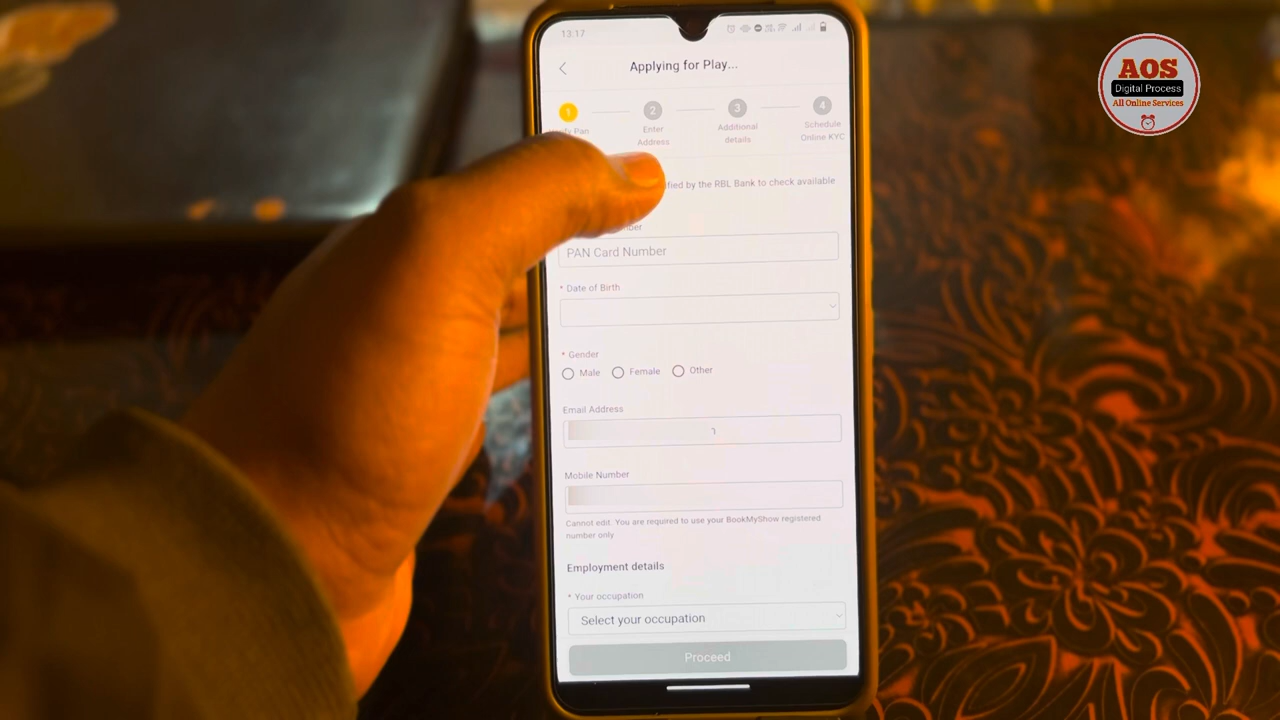 13.17
Applying for Play...
1
2
3
4
Pan
Enter
Address
Additional
details
Schedule
Online KYC
by the RBL Bank to check available
PAN Card Number
* Date of Birth
* Gender
Male
Female
Other
Email Address
Mobile Number
Cannot edit. You are required to use your BookMyShow registered
number only
Employment details
* Your occupation
Select your occupation
Proceed
AOS
Digital Process
All Online Services